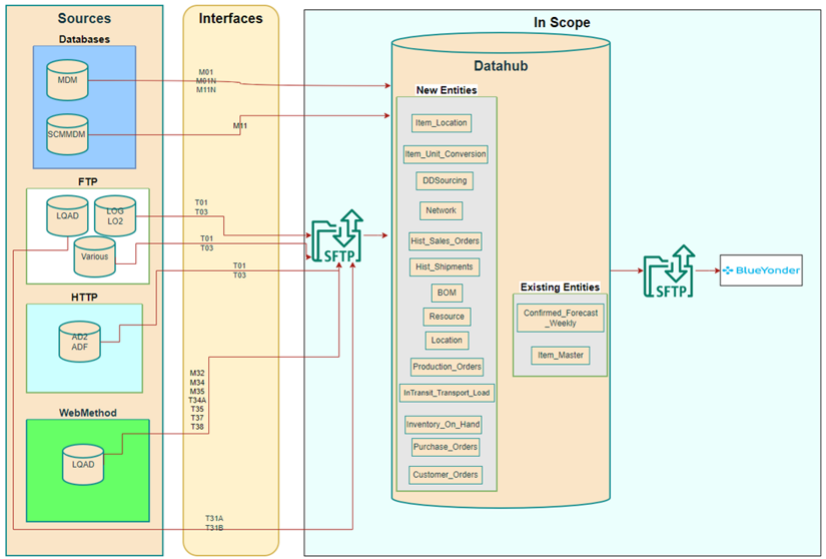 Sources
Interfaces
In Scope
Databases
MDM
SCMMDM
FTP
LQAD
LOG
LO2
Various
HTTP
AD2
ADF
WebMethod
LQAD
M01
M01N
M11N
M11
T01
T03
T01
T03
T01
T03
M32
M34
M35
T34A
T35
T37
T38
T31A
T31B
SFTP
Datahub
New Entities
Item_Location
Item_Unit_Conversion
DDSourcing
Network
Hist_Sales_Orders
Hist_Shipments
BOM
Resource
Location
Production_Orders
InTransit_Transport_Load
Inventory_On_Hand
Purchase_Orders
Customer_Orders
Existing Entities
Confirmed_Forecast
_Weekly
Item_Master
SFTP
BlueYonder